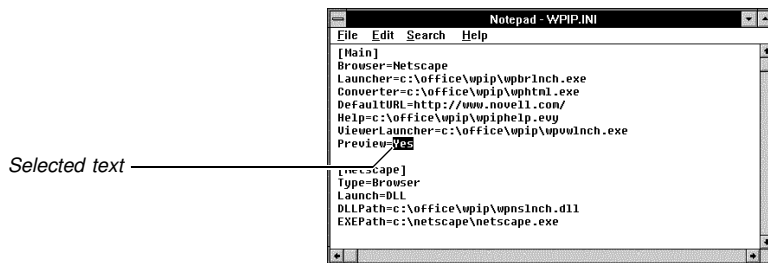 Notepad - WPIP.INI
File Edit Search Help
[Main]
Browser=Netscape
Launcher=c:\office\wpip\wpbrlnch.exe
Converter=c:\office\wpip\wphtml.exe
DefaultURL=http://www.novell.com/
Help=c:\office\wpip\wpiphelp.evy
ViewerLauncher=c:\office\wpip\wpvwlnch.exe
Preview=Yes
Selected text
[Netscape]
Type=Browser
Launch=DLL
DLLPath=c:\office\wpip\wpnslnch.dll
EXEPath=c:\netscape\netscape.exe